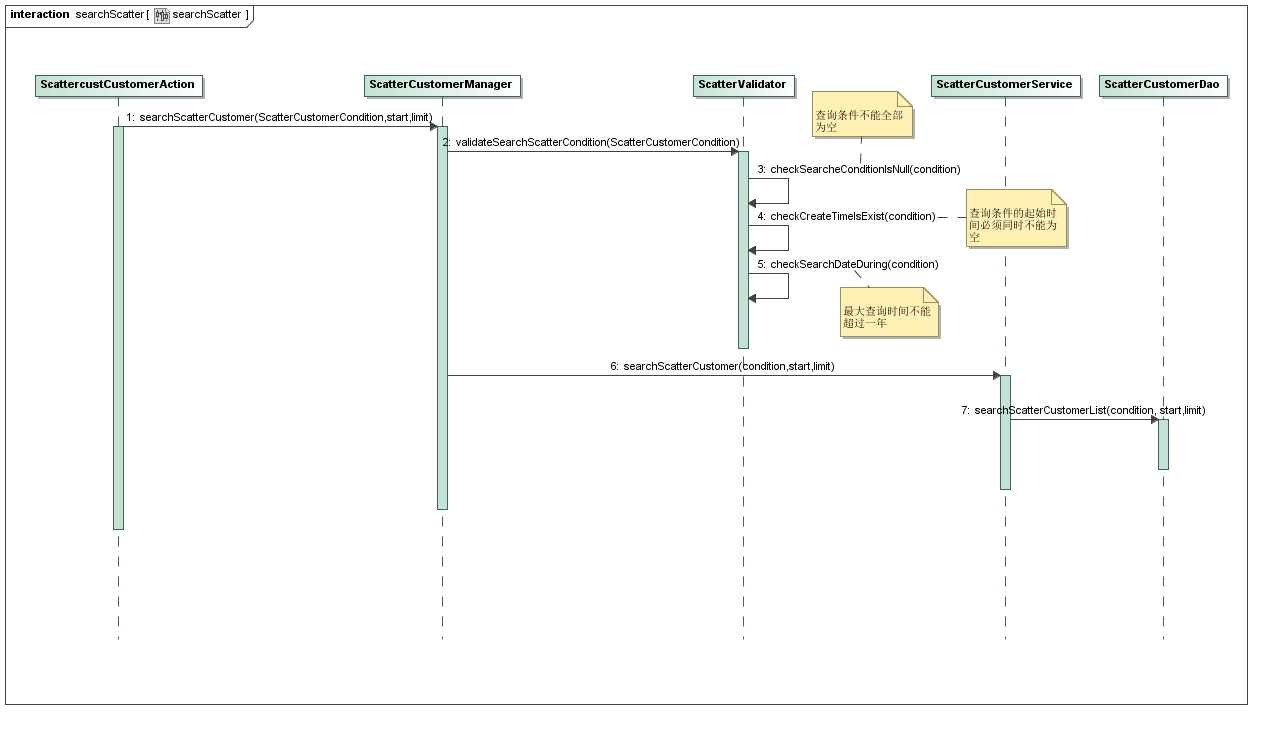 interaction searchScatter [ searchScatter ]
ScattercustCustomerAction
ScatterCustomerManager
ScatterValidator
ScatterCustomerService
ScatterCustomerDao
1: searchScatterCustomer(ScatterCustomerCondition,start,limit)
查询条件不能全部
为空
2: validateSearchScatterCondition(ScatterCustomerCondition)
3: checkSearcheConditionIsNull(condition)
4: checkCreateTimeIsExist(condition)
查询条件的起始时
间必须同时不能为
空
5: checkSearchDateDuring(condition)
最大查询时间不能
超过一年
6: searchScatterCustomer(condition,start,limit)
7: searchScatterCustomerList(condition, start,limit)